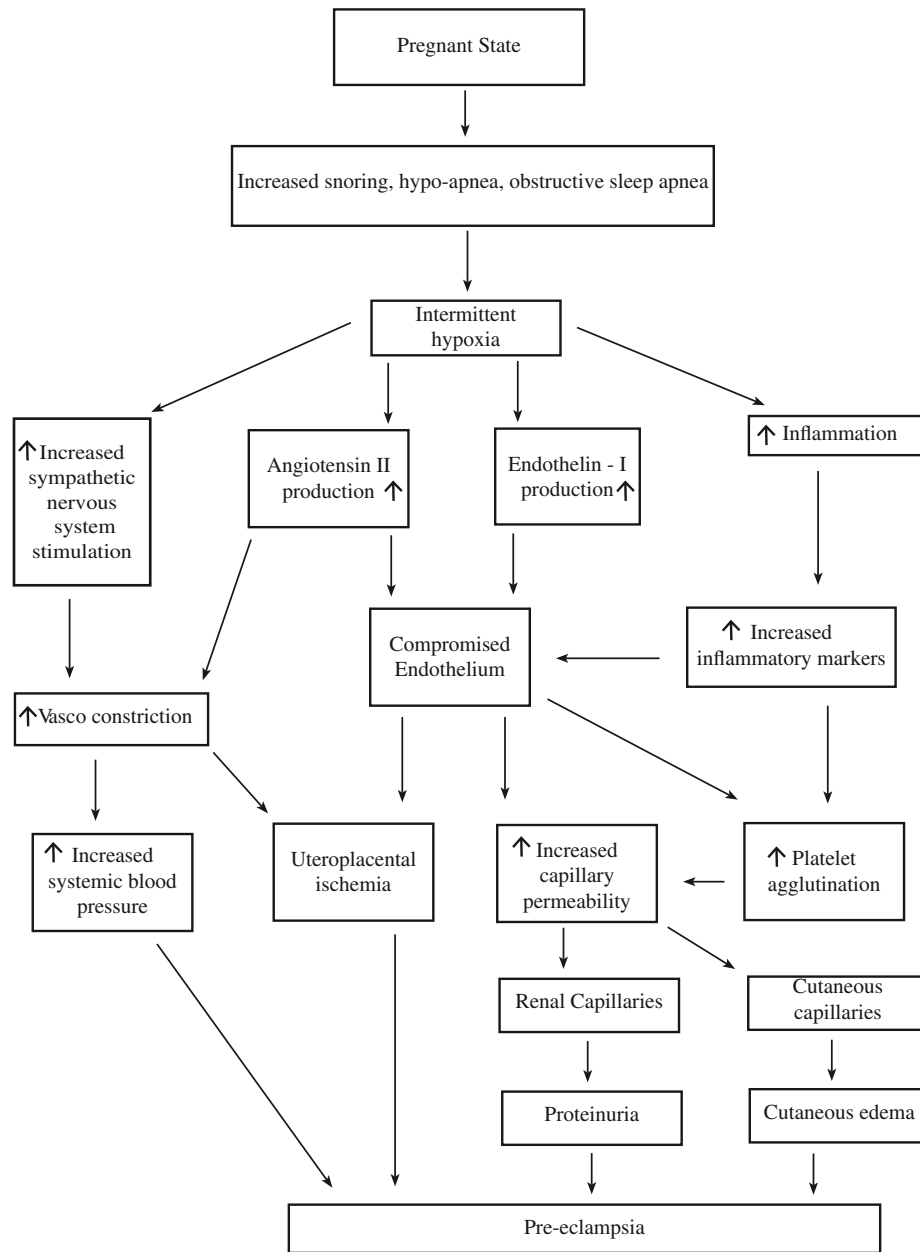 Pregnant State
Increased snoring, hypo-apnea, obstructive sleep apnea
Intermittent
hypoxia
↑ Increased
sympathetic
nervous
system
stimulation
Angiotensin II
production ↑
Endothelin - I
production ↑
↑ Inflammation
Compromised
Endothelium
↑ Increased
inflammatory markers
↑ Vasco constriction
↑ Increased
systemic blood
pressure
Uteroplacental
ischemia
↑ Increased
capillary
permeability
↑ Platelet
agglutination
Renal Capillaries
Cutaneous
capillaries
Proteinuria
Cutaneous edema
Pre-eclampsia